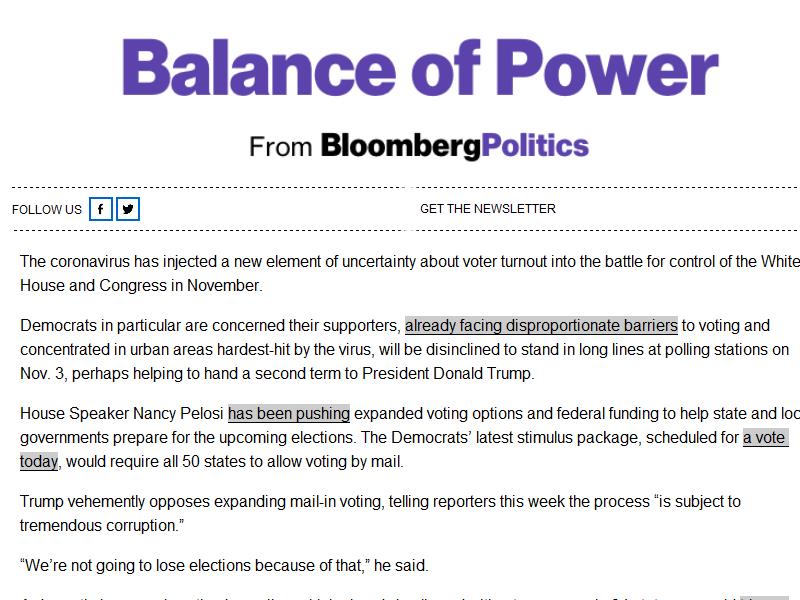 Balance of Power
From BloombergPolitics
FOLLOW US
GET THE NEWSLETTER
The coronavirus has injected a new element of uncertainty about voter turnout into the battle for control of the White
House and Congress in November.
Democrats in particular are concerned their supporters, already facing disproportionate barriers to voting and
concentrated in urban areas hardest-hit by the virus, will be disinclined to stand in long lines at polling stations on
Nov. 3, perhaps helping to hand a second term to President Donald Trump.
House Speaker Nancy Pelosi has been pushing expanded voting options and federal funding to help state and
governments prepare for the upcoming elections. The Democrats’ latest stimulus package, scheduled for a vote
today, would require all 50 states to allow voting by mail.
Trump vehemently opposes expanding mail-in voting, telling reporters this week the process “is subject to
tremendous corruption.”
“We’re not going to lose elections because of that,” he said.